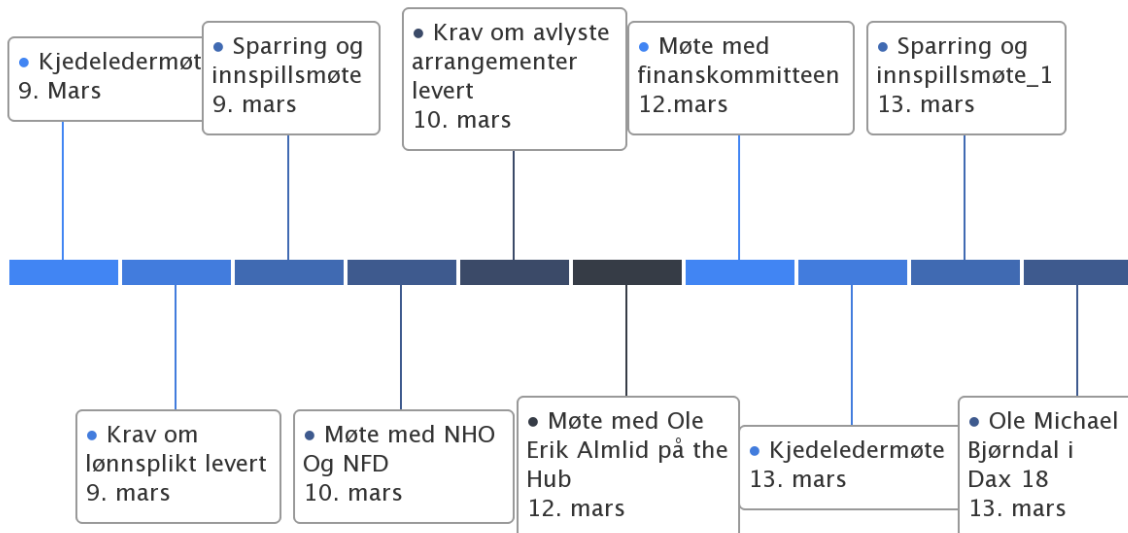 ● Kjedeledermøt
9. Mars
● Sparring og
innspillsmøte
9. mars
● Krav om avlyste
arrangementer
levert
10. mars
● Møte med
finanskommitteen
12.mars
● Sparring og
innspillsmøte_1
13. mars
● Krav om
lønnsplikt levert
9. mars
● Møte med NHO
Og NFD
10. mars
● Møte med Ole
Erik Almlid på the
Hub
12. mars
● Kjedeledermøte
13. mars
● Ole Michael
Bjørndal i
Dax 18
13. mars